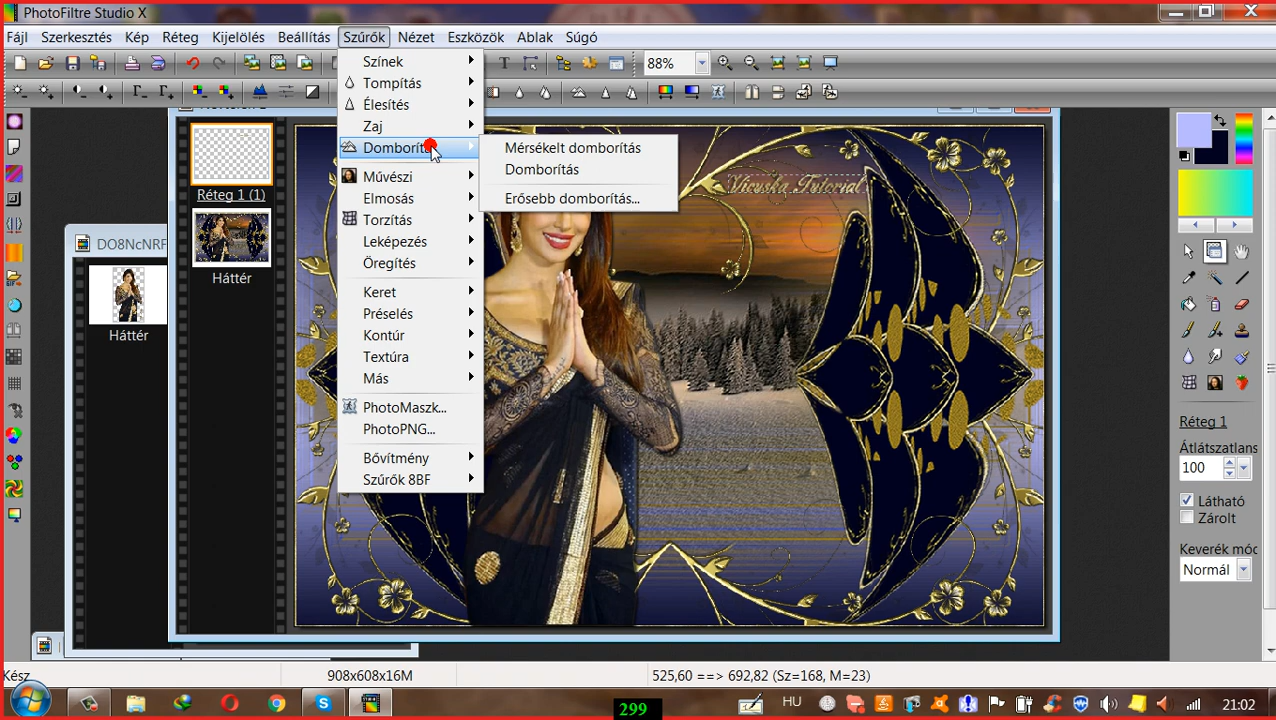 PhotoFiltre Studio X
Fájl Szerkesztés Kép Réteg Kijelölés Beállítás Szűrők Nézet Eszközök Ablak Súgó
88%
Színek
Tompítás
Élesítés
Zaj
Mérsékelt domborítás
Domborítás
Erősebb domborítás...
Művészi
Elmosás
Torzítás
Leképezés
Öregítés
Keret
Préselés
Kontúr
Textúra
Más
PhotoMaszk...
PhotoPNG...
Bővítmény
Szűrők 8BF
Réteg 1 (1)
Háttér
DO8NcNRF
Háttér
Vicuska Tutorial
Réteg 1
100
Látható
Zárolt
Keverék mód
Normál
Kész
908x608x16M
525,60 ==> 692,82 (Sz=168, M=23)
299
HU
21:02